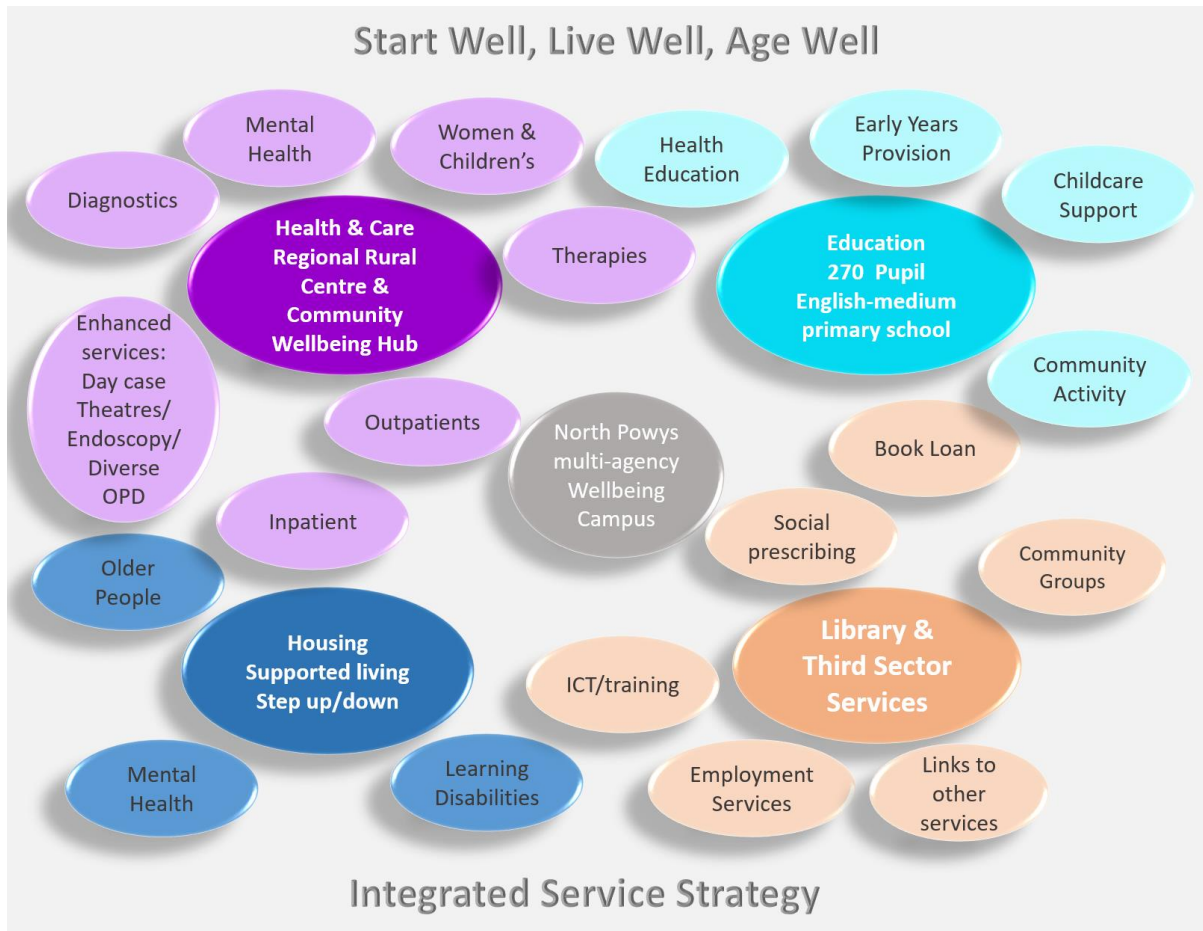 Start Well, Live Well, Age Well
Mental
Health
Women &
Children's
Health
Education
Early Years
Provision
Diagnostics
Childcare
Support
Health & Care
Regional Rural
Centre &
Community
Wellbeing Hub
Therapies
Education
270 Pupil
English-medium
primary school
Enhanced
services:
Day case
Theatres/
Endoscopy/
Diverse
OPD
Community
Activity
Outpatients
North Powys
multi-agency
Wellbeing
Campus
Book Loan
Inpatient
Social
prescribing
Community
Groups
Older
People
Housing
Supported living
Step up/down
ICT/training
Library &
Third Sector
Services
Mental
Health
Learning
Disabilities
Employment
Services
Links to
other
services
Integrated Service Strategy